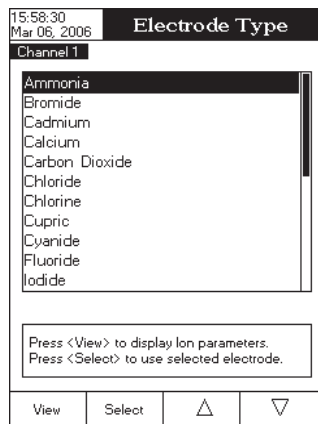 15:58:30
Mar 06, 2006
Electrode Type
Channel 1
Ammonia
Bromide
Cadmium
Calcium
Carbon Dioxide
Chloride
Chlorine
Cupric
Cyanide
Fluoride
Iodide
Press <View> to display Ion parameters.
Press <Select> to use selected electrode.
View
Select